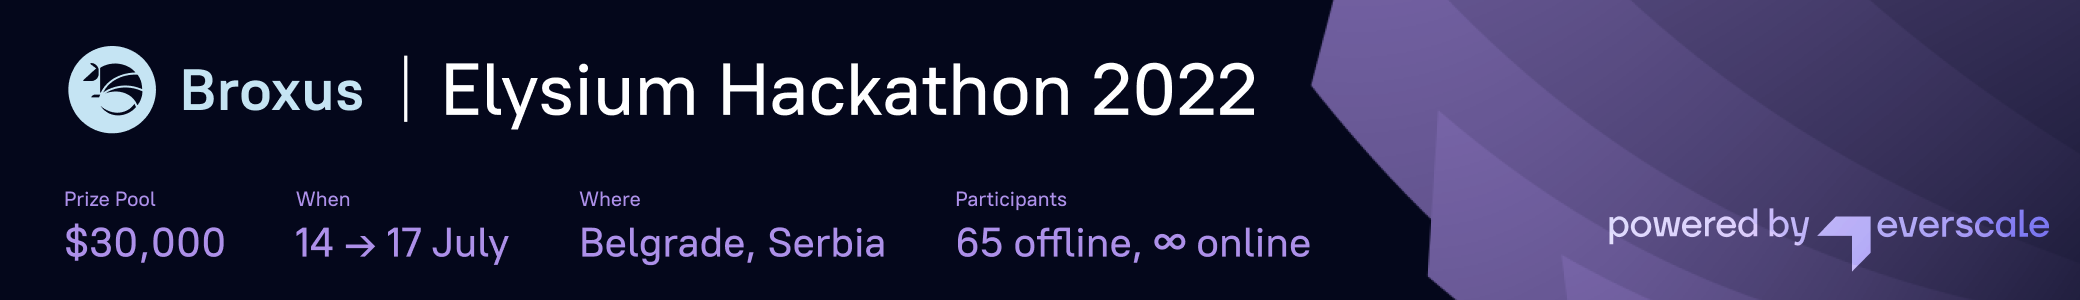 Broxus | Elysium Hackathon 2022
Prize Pool When Where Participants
$30,000 14 → 17 July Belgrade, Serbia 65 offline, ∞ online
powered by everscale